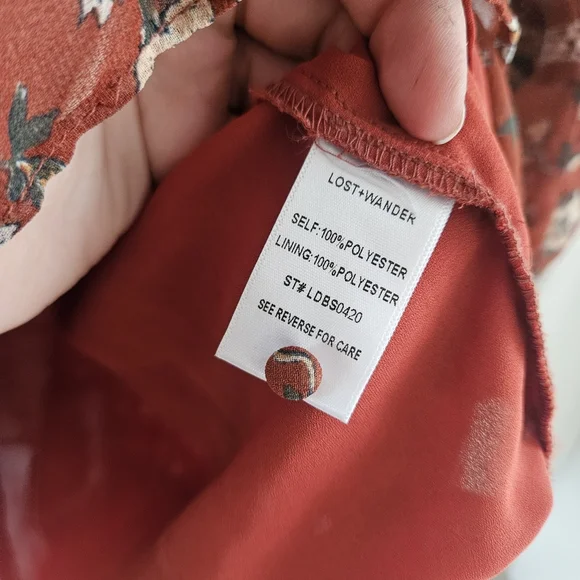 LOST+WANDER
SELF:100%POLYESTER
LINING:100%POLYESTER
ST# LDBS0420
SEE REVERSE FOR CARE